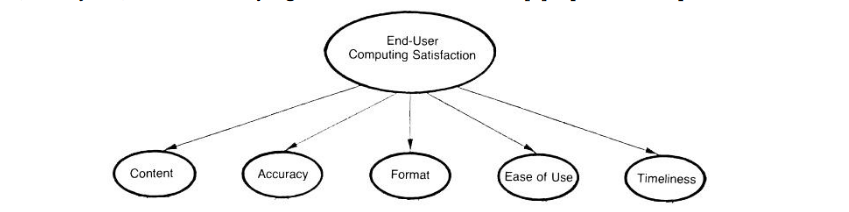 End-User
Computing Satisfaction
Content
Accuracy
Format
Ease of Use
Timeliness